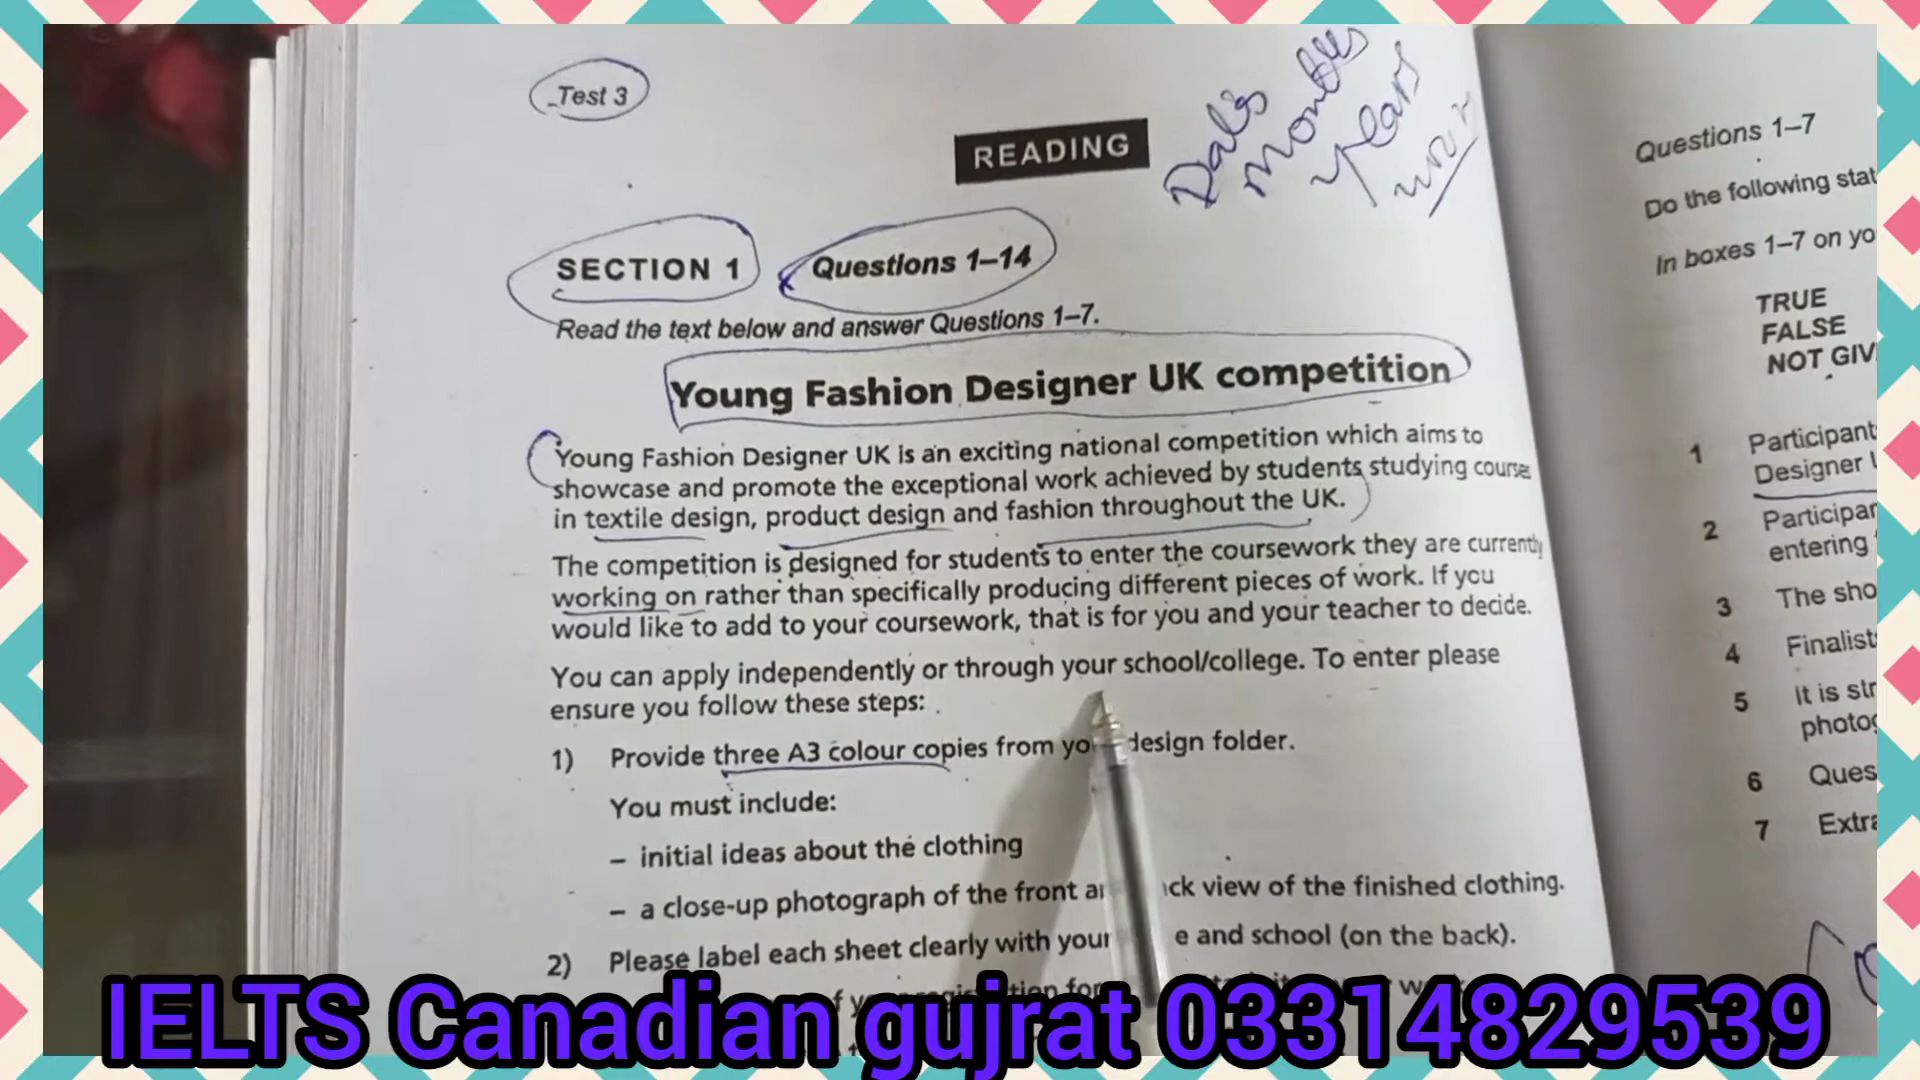 Test 3
READING
Months
years
SECTION 1 Questions 1–14
Read the text below and answer Questions 1–7.
Young Fashion Designer UK competition
Young Fashion Designer UK is an exciting national competition which aims to
showcase and promote the exceptional work achieved by students studying course
in textile design, product design and fashion throughout the UK.
The competition is designed for students to enter the coursework they are currently
working on rather than specifically producing different pieces of work. If you
would like to add to your coursework, that is for you and your teacher to decide.
You can apply independently or through your school/college. To enter please
ensure you follow these steps:
1) Provide three A3 colour copies from yo design folder.
You must include:
– initial ideas about the clothing
– a close-up photograph of the front a ck view of the finished clothing.
2) Please label each sheet clearly with your e and school (on the back).
Questions 1–7
Do the following stat
In boxes 1–7 on yo
TRUE
FALSE
NOT GIV
1 Participant
Designer
2 Participar
entering
3 The sho
4 Finalist
5 It is str
photog
6 Ques
7 Extra
IELTS Canadian gujrat 03314829539